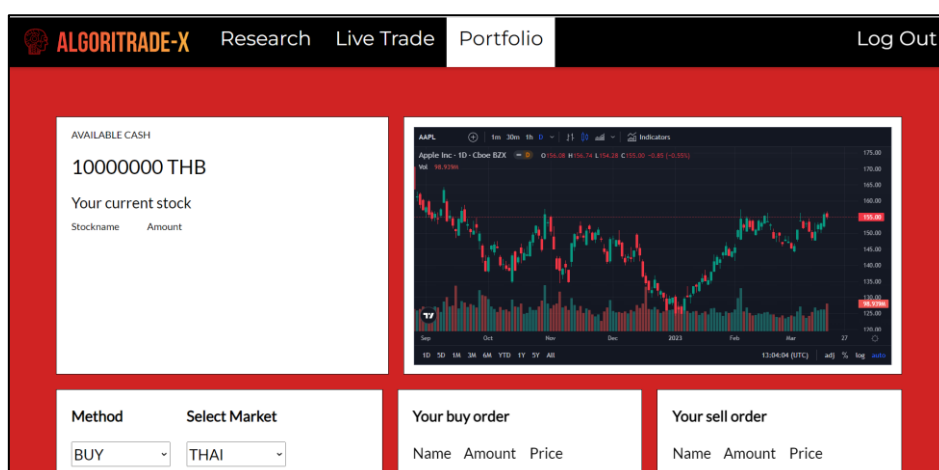 ALGORITRADE-X Research Live Trade Portfolio Log Out
AVAILABLE CASH
10000000 THB
Your current stock
Stockname Amount
AAPL 1m 30m 1h D Indicators
Apple Inc · 1D · Cboe BZX O156.08 H156.74 L154.28 C155.00 -0.85 (-0.55%)
Vol 98.939M
175.00
170.00
165.00
160.00
155.00
150.00
145.00
140.00
135.00
130.00
98.939M
125.00
120.00
Sep Oct Nov Dec 2023 Feb Mar 27
1D 5D 1M 3M 6M YTD 1Y 5Y All 13:04:04 (UTC) adj % log auto
Method Select Market
BUY THAI
Your buy order
Name Amount Price
Your sell order
Name Amount Price